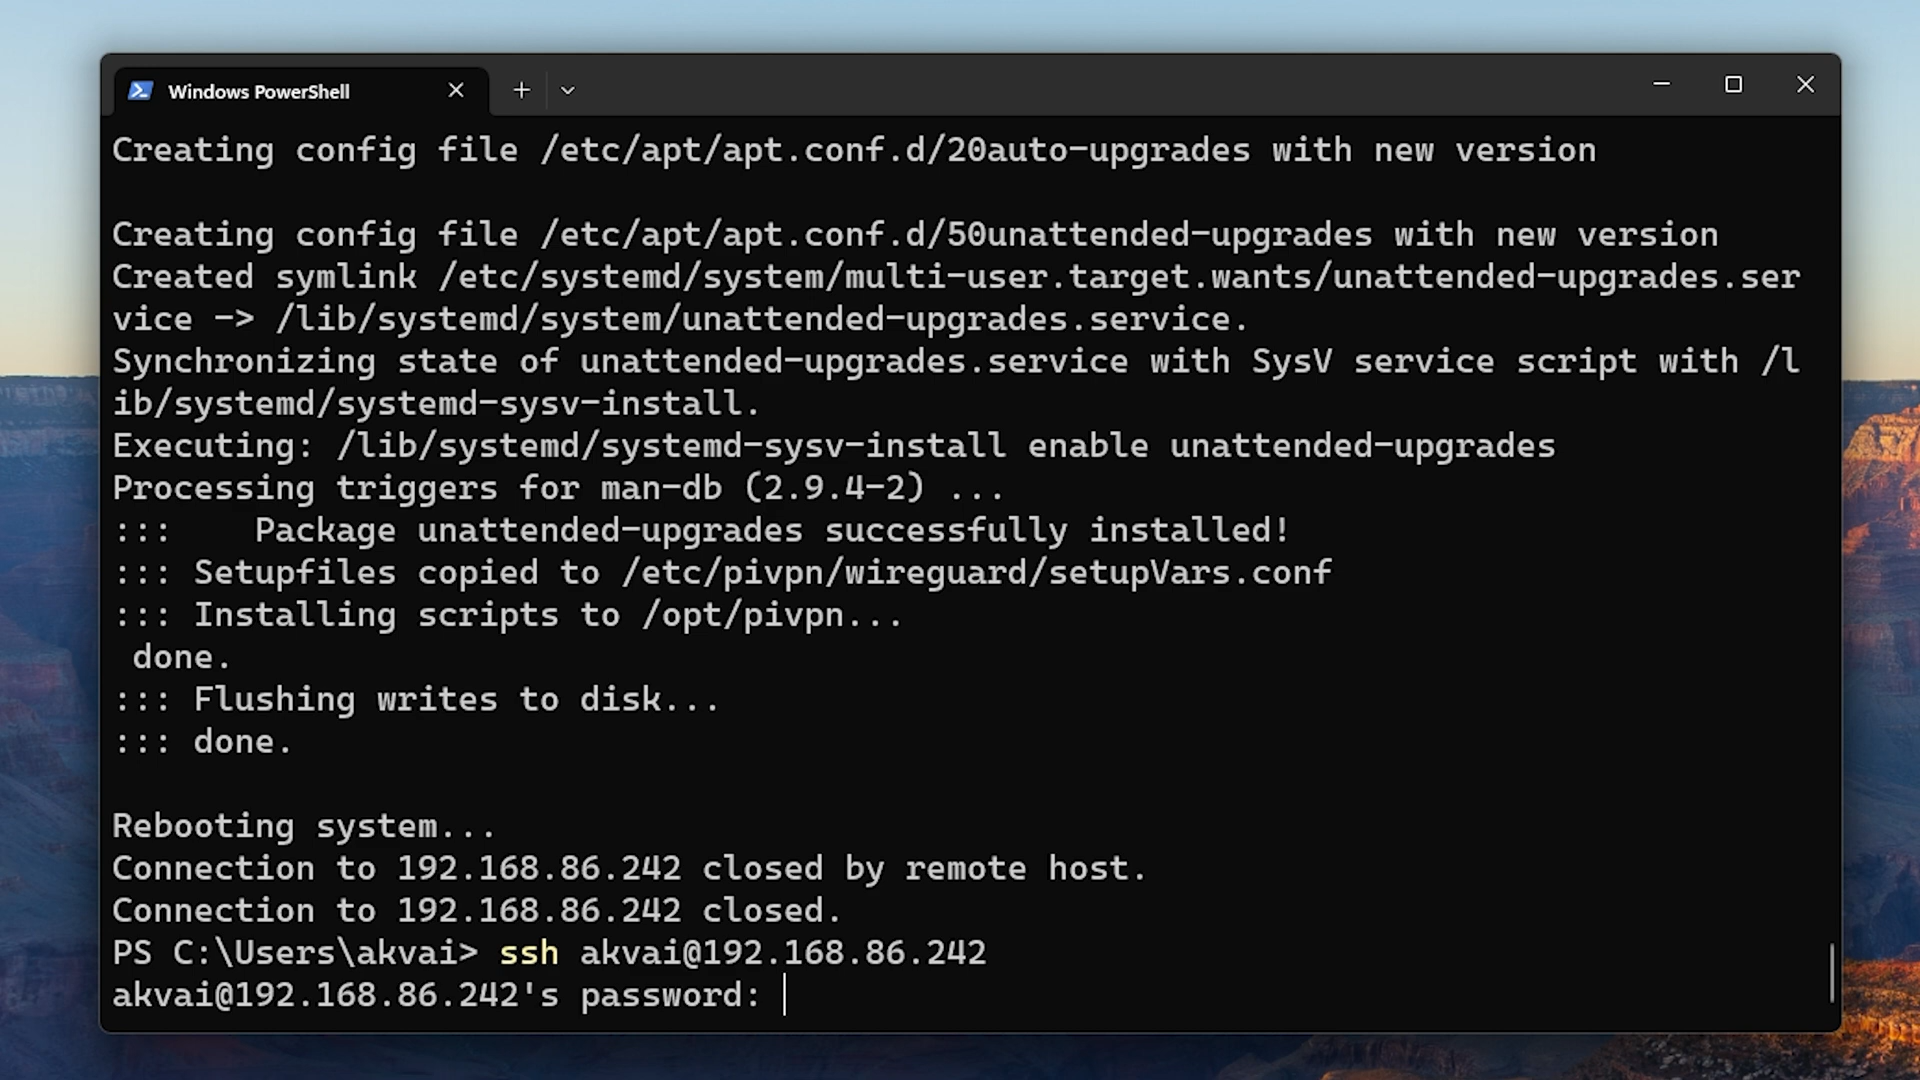 Windows PowerShell
Creating config file /etc/apt/apt.conf.d/20auto-upgrades with new version
Creating config file /etc/apt/apt.conf.d/50unattended-upgrades with new version
Created symlink /etc/systemd/system/multi-user.target.wants/unattended-upgrades.ser
vice -> /lib/systemd/system/unattended-upgrades.service.
Synchronizing state of unattended-upgrades.service with SysV service script with /l
ib/systemd/systemd-sysv-install.
Executing: /lib/systemd/systemd-sysv-install enable unattended-upgrades
Processing triggers for man-db (2.9.4-2) ...
:::    Package unattended-upgrades successfully installed!
::: Setupfiles copied to /etc/pivpn/wireguard/setupVars.conf
::: Installing scripts to /opt/pivpn...
 done.
::: Flushing writes to disk...
::: done.
Rebooting system...
Connection to 192.168.86.242 closed by remote host.
Connection to 192.168.86.242 closed.
PS C:\Users\akvai> ssh akvai@192.168.86.242
akvai@192.168.86.242's password: